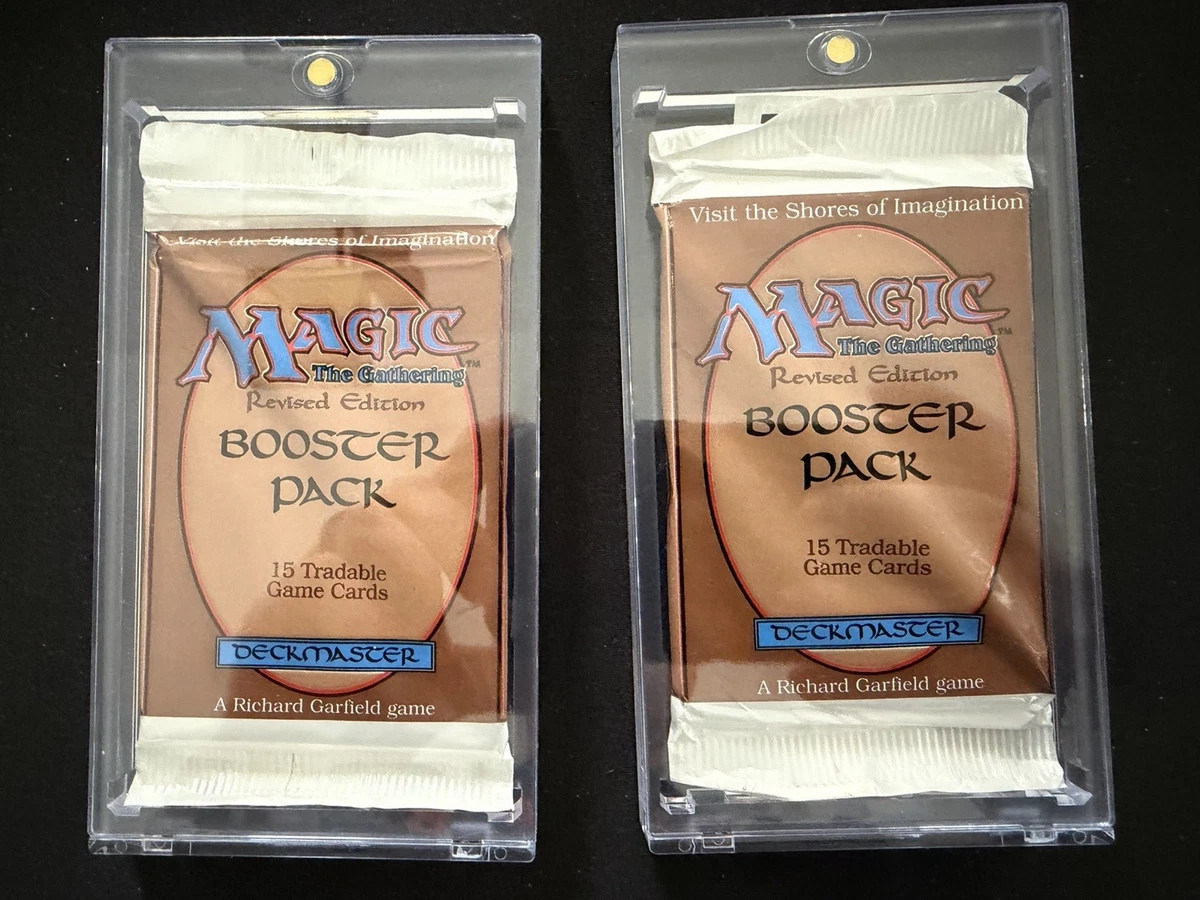 Visit the Shores of Imagination
MAGIC
The Gathering™
Revised Edition
BOOSTER
PACK
15 Tradable
Game Cards
DECKMASTER
A Richard Garfield game
Visit the Shores of Imagination
MAGIC
The Gathering™
Revised Edition
BOOSTER
PACK
15 Tradable
Game Cards
DECKMASTER
A Richard Garfield game